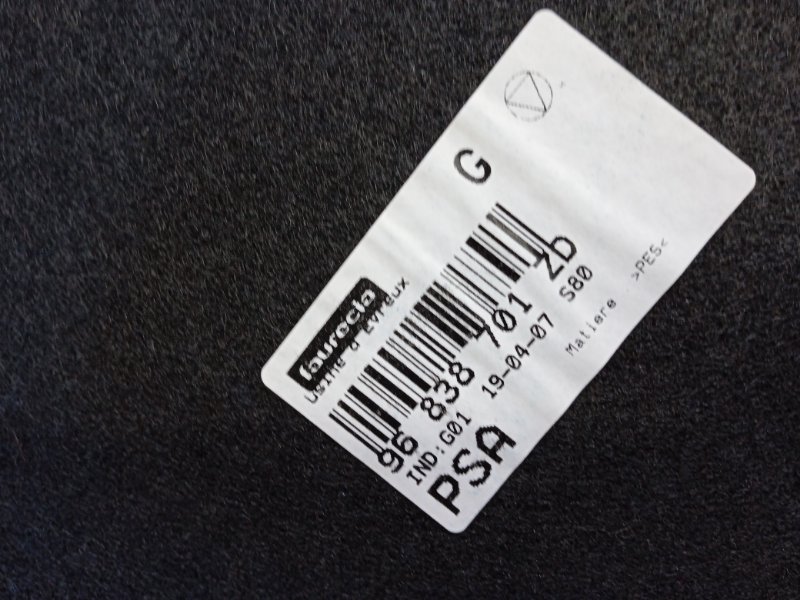 faurecia
Usine d'Evreux
G
96 838 701 ZD
IND:G01 19-04-07 S80
PSA
Matiere >PES<